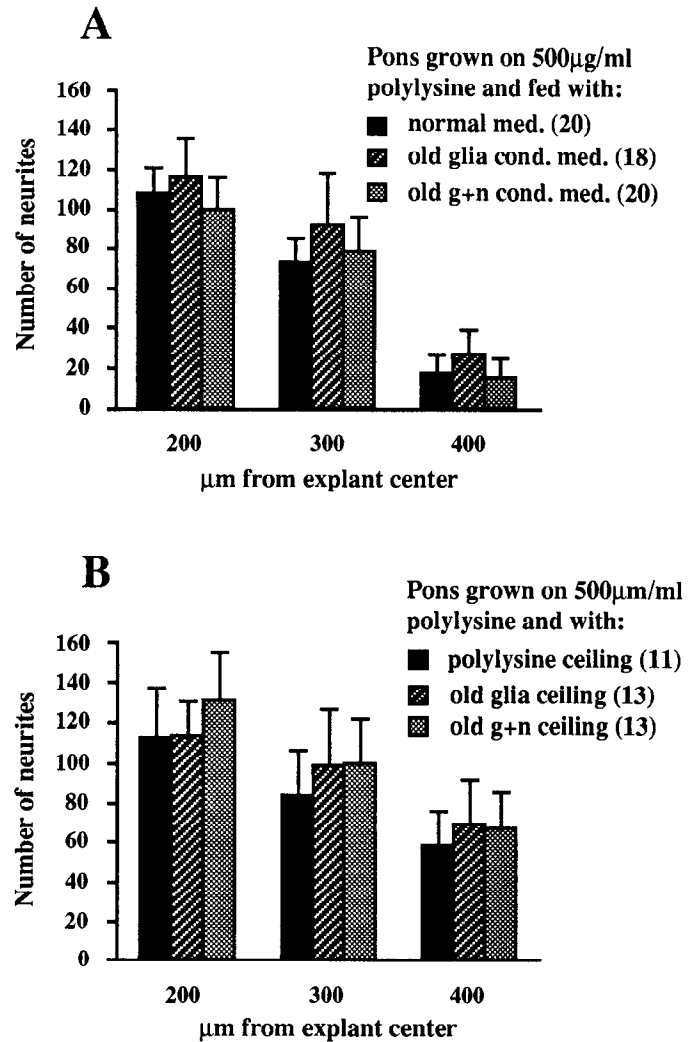 A
Pons grown on 500μg/ml
polylysine and fed with:
normal med. (20)
old glia cond. med. (18)
old g+n cond. med. (20)
Number of neurites
160
140
120
100
80
60
40
20
0
200 300 400
μm from explant center
B
Pons grown on 500μm/ml
polylysine and with:
polylysine ceiling (11)
old glia ceiling (13)
old g+n ceiling (13)
Number of neurites
160
140
120
100
80
60
40
20
0
200 300 400
μm from explant center